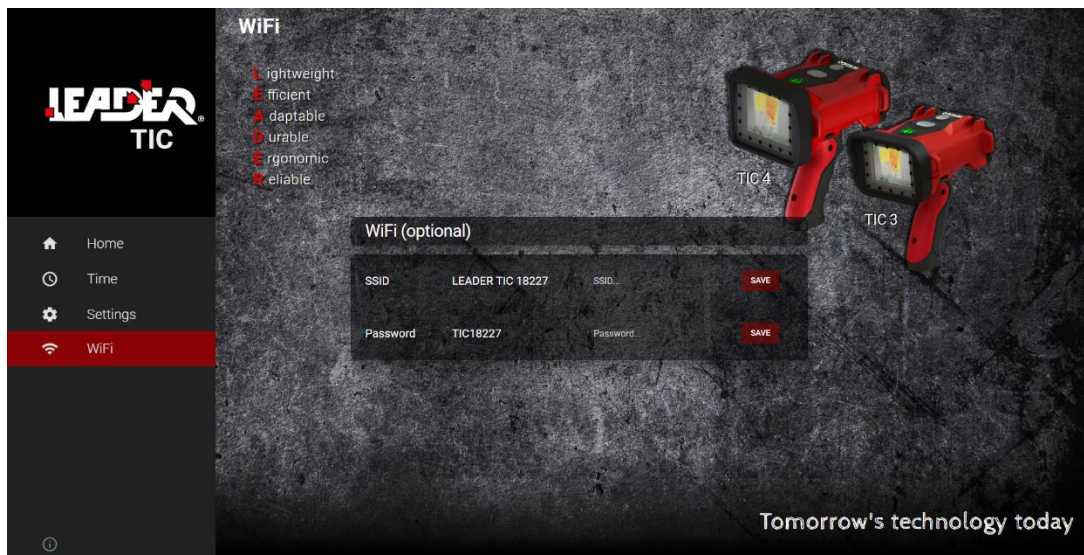 WiFi
LEADER®
TIC
Lightweight
Efficient
Adaptable
Durable
Ergonomic
Reliable
TIC 4
TIC 3
Home
Time
Settings
WiFi
WiFi (optional)
SSID LEADER TIC 18227 SSID... SAVE
Password TIC18227 Password... SAVE
Tomorrow's technology today